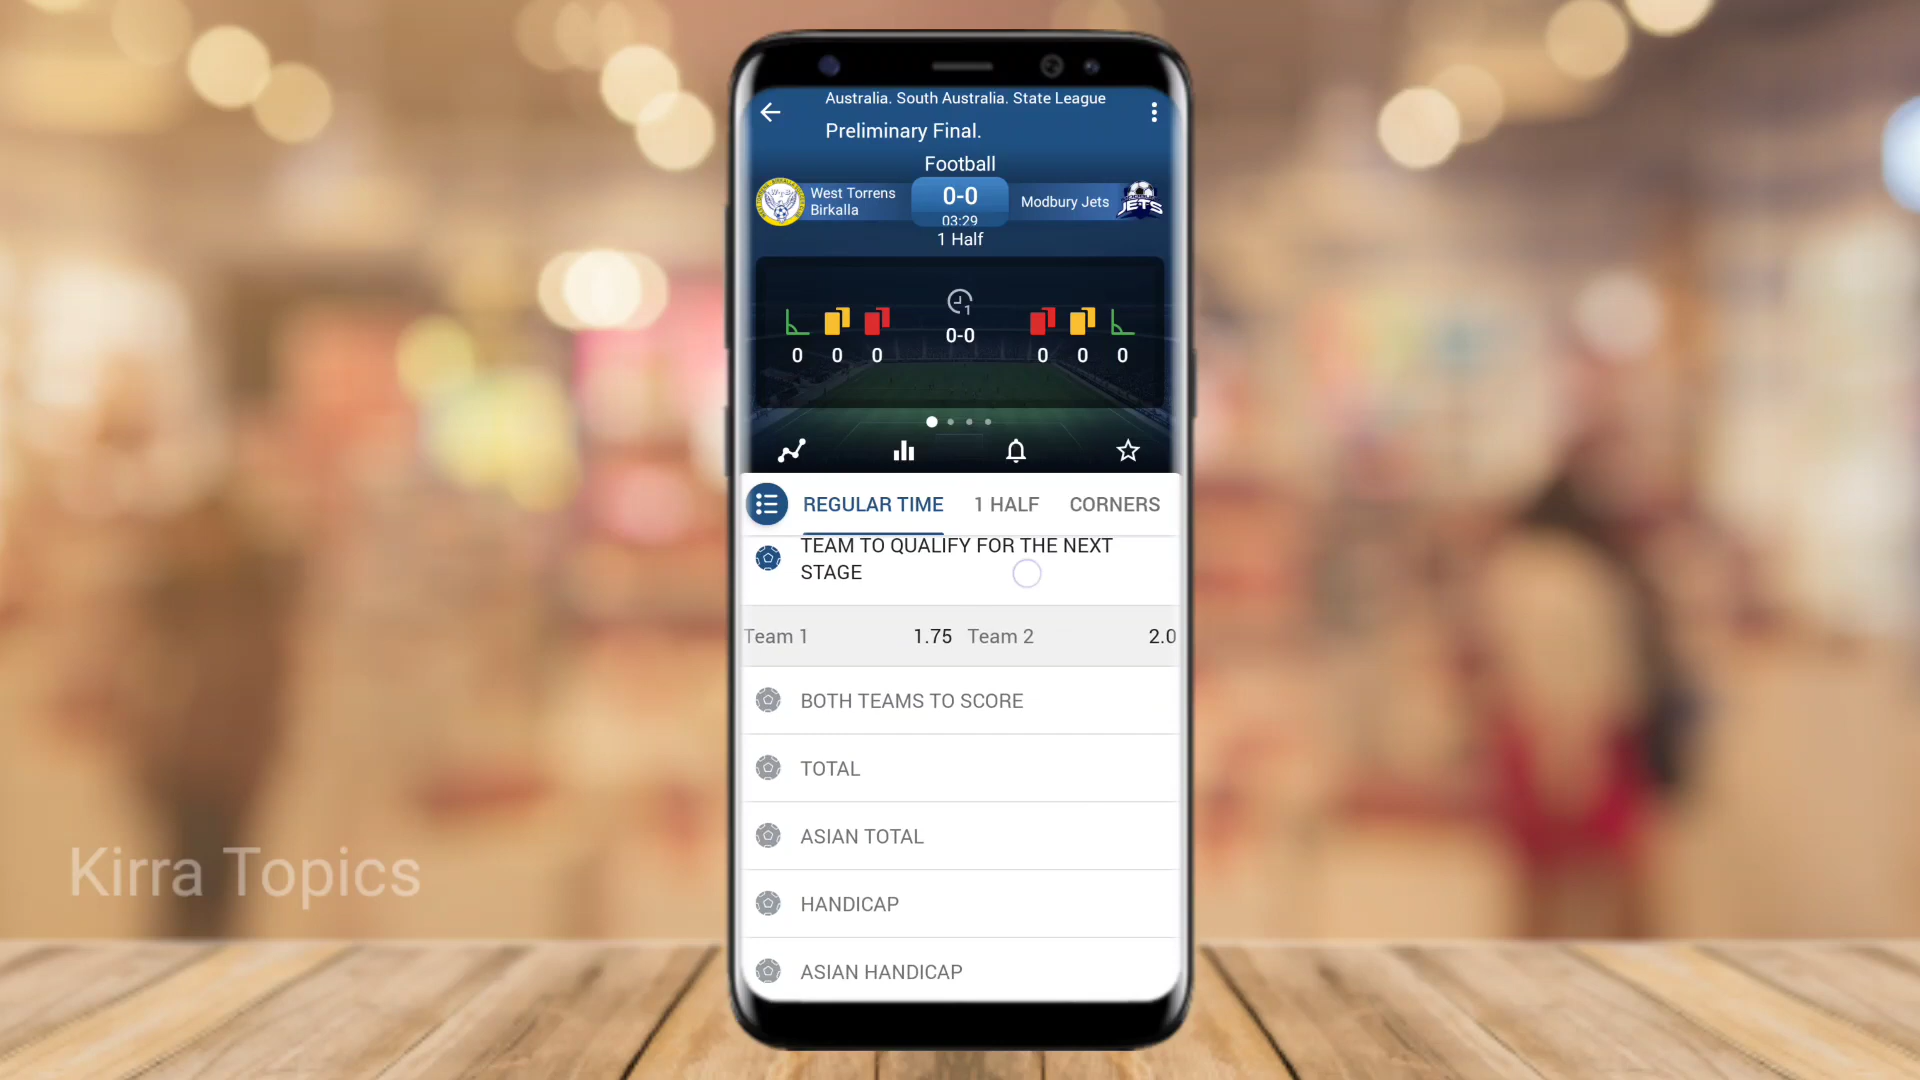 Australia. South Australia. State League
Preliminary Final.
Football
West Torrens
Birkalla
0-0
03:29
Modbury Jets
JETS
1 Half
1
0-0
0 0 0 0 0 0
REGULAR TIME 1 HALF CORNERS
TEAM TO QUALIFY FOR THE NEXT
STAGE
Team 1 1.75 Team 2 2.0
BOTH TEAMS TO SCORE
TOTAL
ASIAN TOTAL
HANDICAP
ASIAN HANDICAP
Kirra Topics